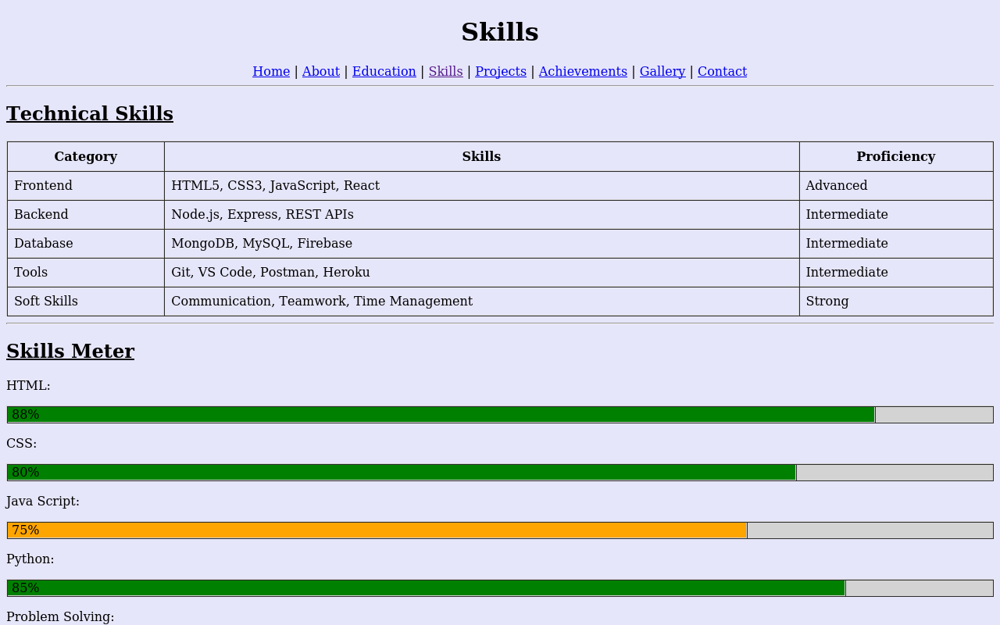 Skills
Home | About | Education | Skills | Projects | Achievements | Gallery | Contact
Technical Skills
Category Skills Proficiency
Frontend HTML5, CSS3, JavaScript, React Advanced
Backend Node.js, Express, REST APIs Intermediate
Database MongoDB, MySQL, Firebase Intermediate
Tools Git, VS Code, Postman, Heroku Intermediate
Soft Skills Communication, Teamwork, Time Management Strong
Skills Meter
HTML:
88%
CSS:
80%
Java Script:
75%
Python:
85%
Problem Solving: